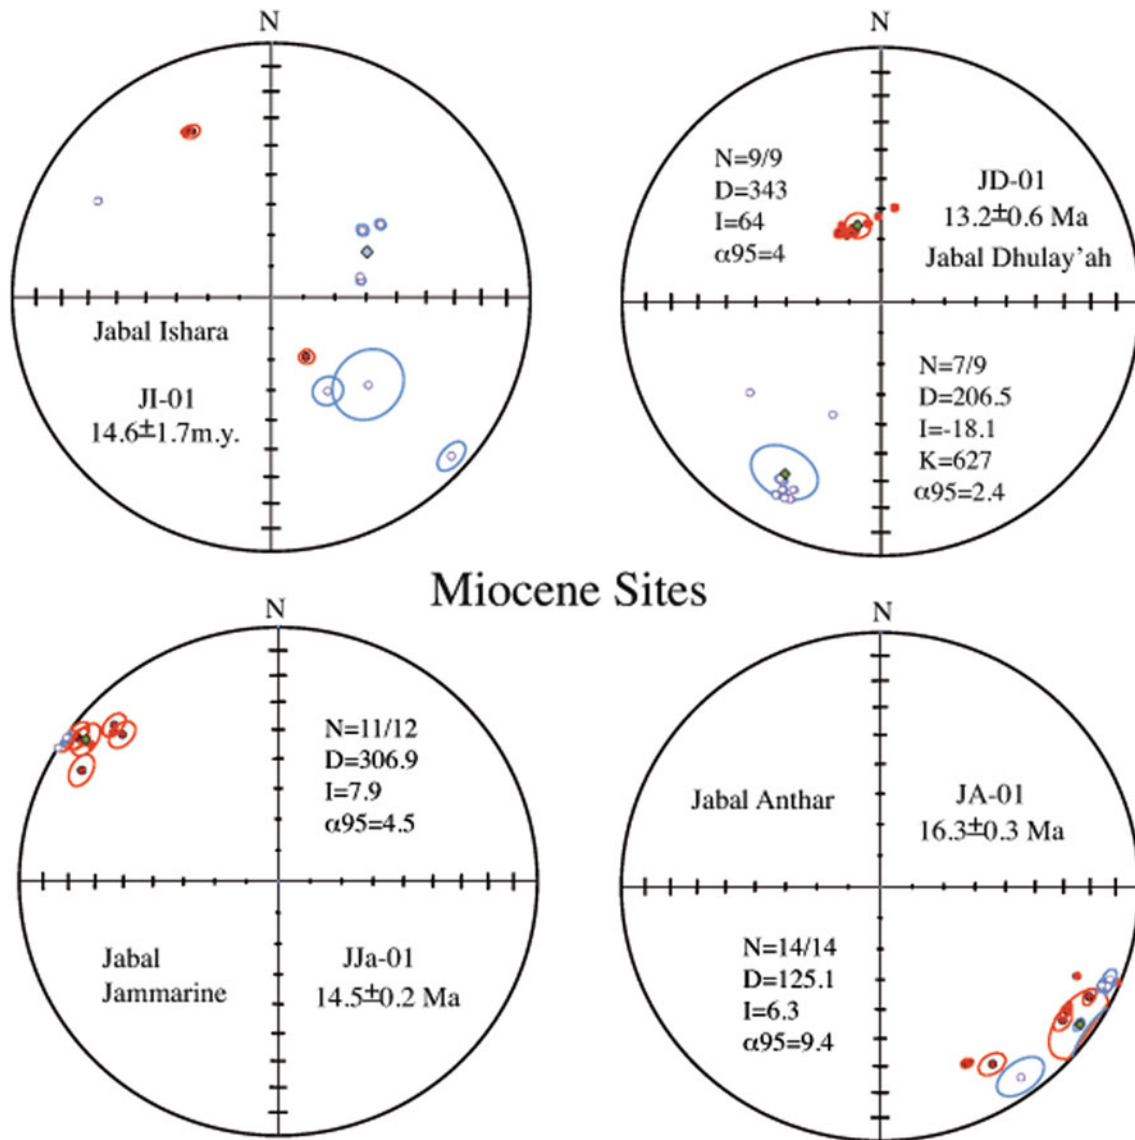 N
Jabal Ishara
JI-01
14.6±1.7m.y.
N
N=9/9
D=343
I=64
α95=4
JD-01
13.2±0.6 Ma
Jabal Dhulay'ah
N=7/9
D=206.5
I=-18.1
K=627
α95=2.4
Miocene Sites
N
N=11/12
D=306.9
I=7.9
α95=4.5
Jabal
Jammarine
JJa-01
14.5±0.2 Ma
N
Jabal Anthar
JA-01
16.3±0.3 Ma
N=14/14
D=125.1
I=6.3
α95=9.4